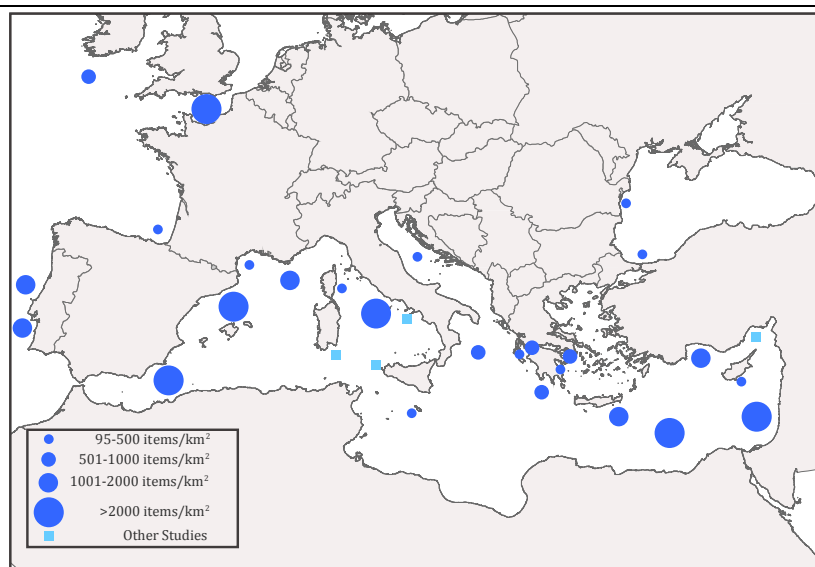 95-500 items/km²
501-1000 items/km²
1001-2000 items/km²
>2000 items/km²
Other Studies